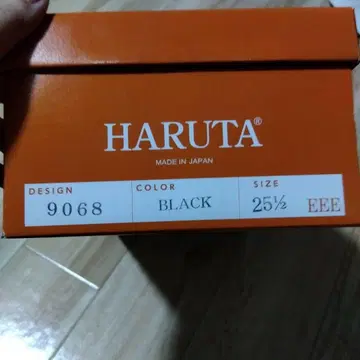 HARUTA®
MADE IN JAPAN
DESIGN COLOR SIZE
9068 BLACK 25½ EEE